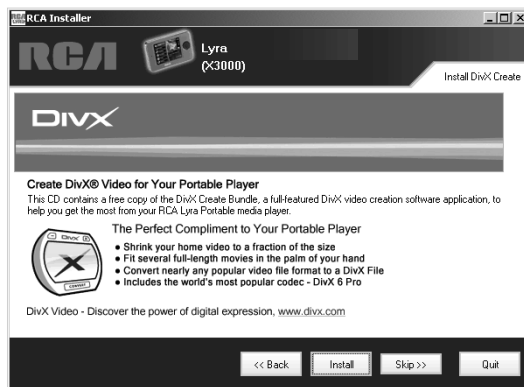 RCA Installer
RCA
Lyra
(X3000)
Install DivX Create
DIVX
Create DivX® Video for Your Portable Player
This CD contains a free copy of the DivX Create Bundle, a full-featured DivX video creation software application, to
help you get the most from your RCA Lyra Portable media player.
The Perfect Compliment to Your Portable Player
• Shrink your home video to a fraction of the size
• Fit several full-length movies in the palm of your hand
• Convert nearly any popular video file format to a DivX File
• Includes the world's most popular codec - DivX 6 Pro
DIVX
X
CONVERT
DivX Video - Discover the power of digital expression, www.divx.com
<< Back Install Skip >> Quit